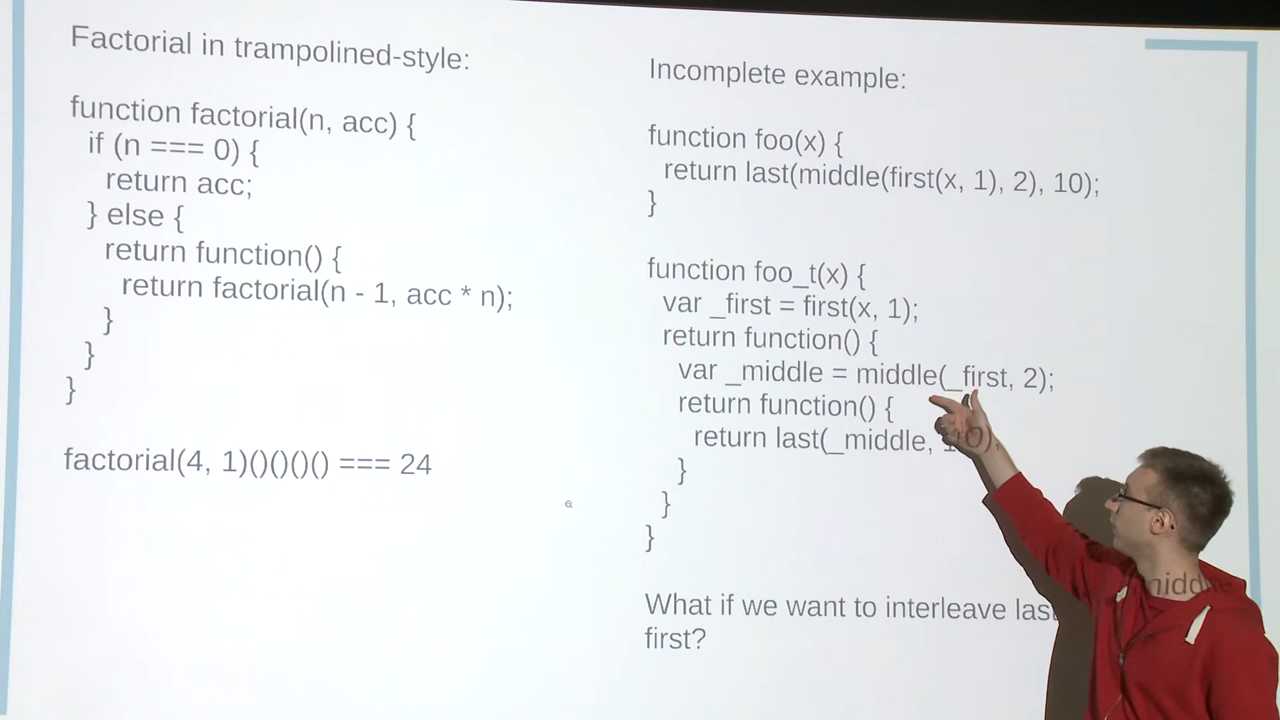 Factorial in trampolined-style:
function factorial(n, acc) {
if (n === 0) {
return acc;
} else {
return function() {
return factorial(n - 1, acc * n);
}
}
}
factorial(4, 1)()()()() === 24
Incomplete example:
function foo(x) {
return last(middle(first(x, 1), 2), 10);
}
function foo_t(x) {
var _first = first(x, 1);
return function() {
var _middle = middle(_first, 2);
return function() {
return last(_middle, 10);
}
}
}
What if we want to interleave last
first?